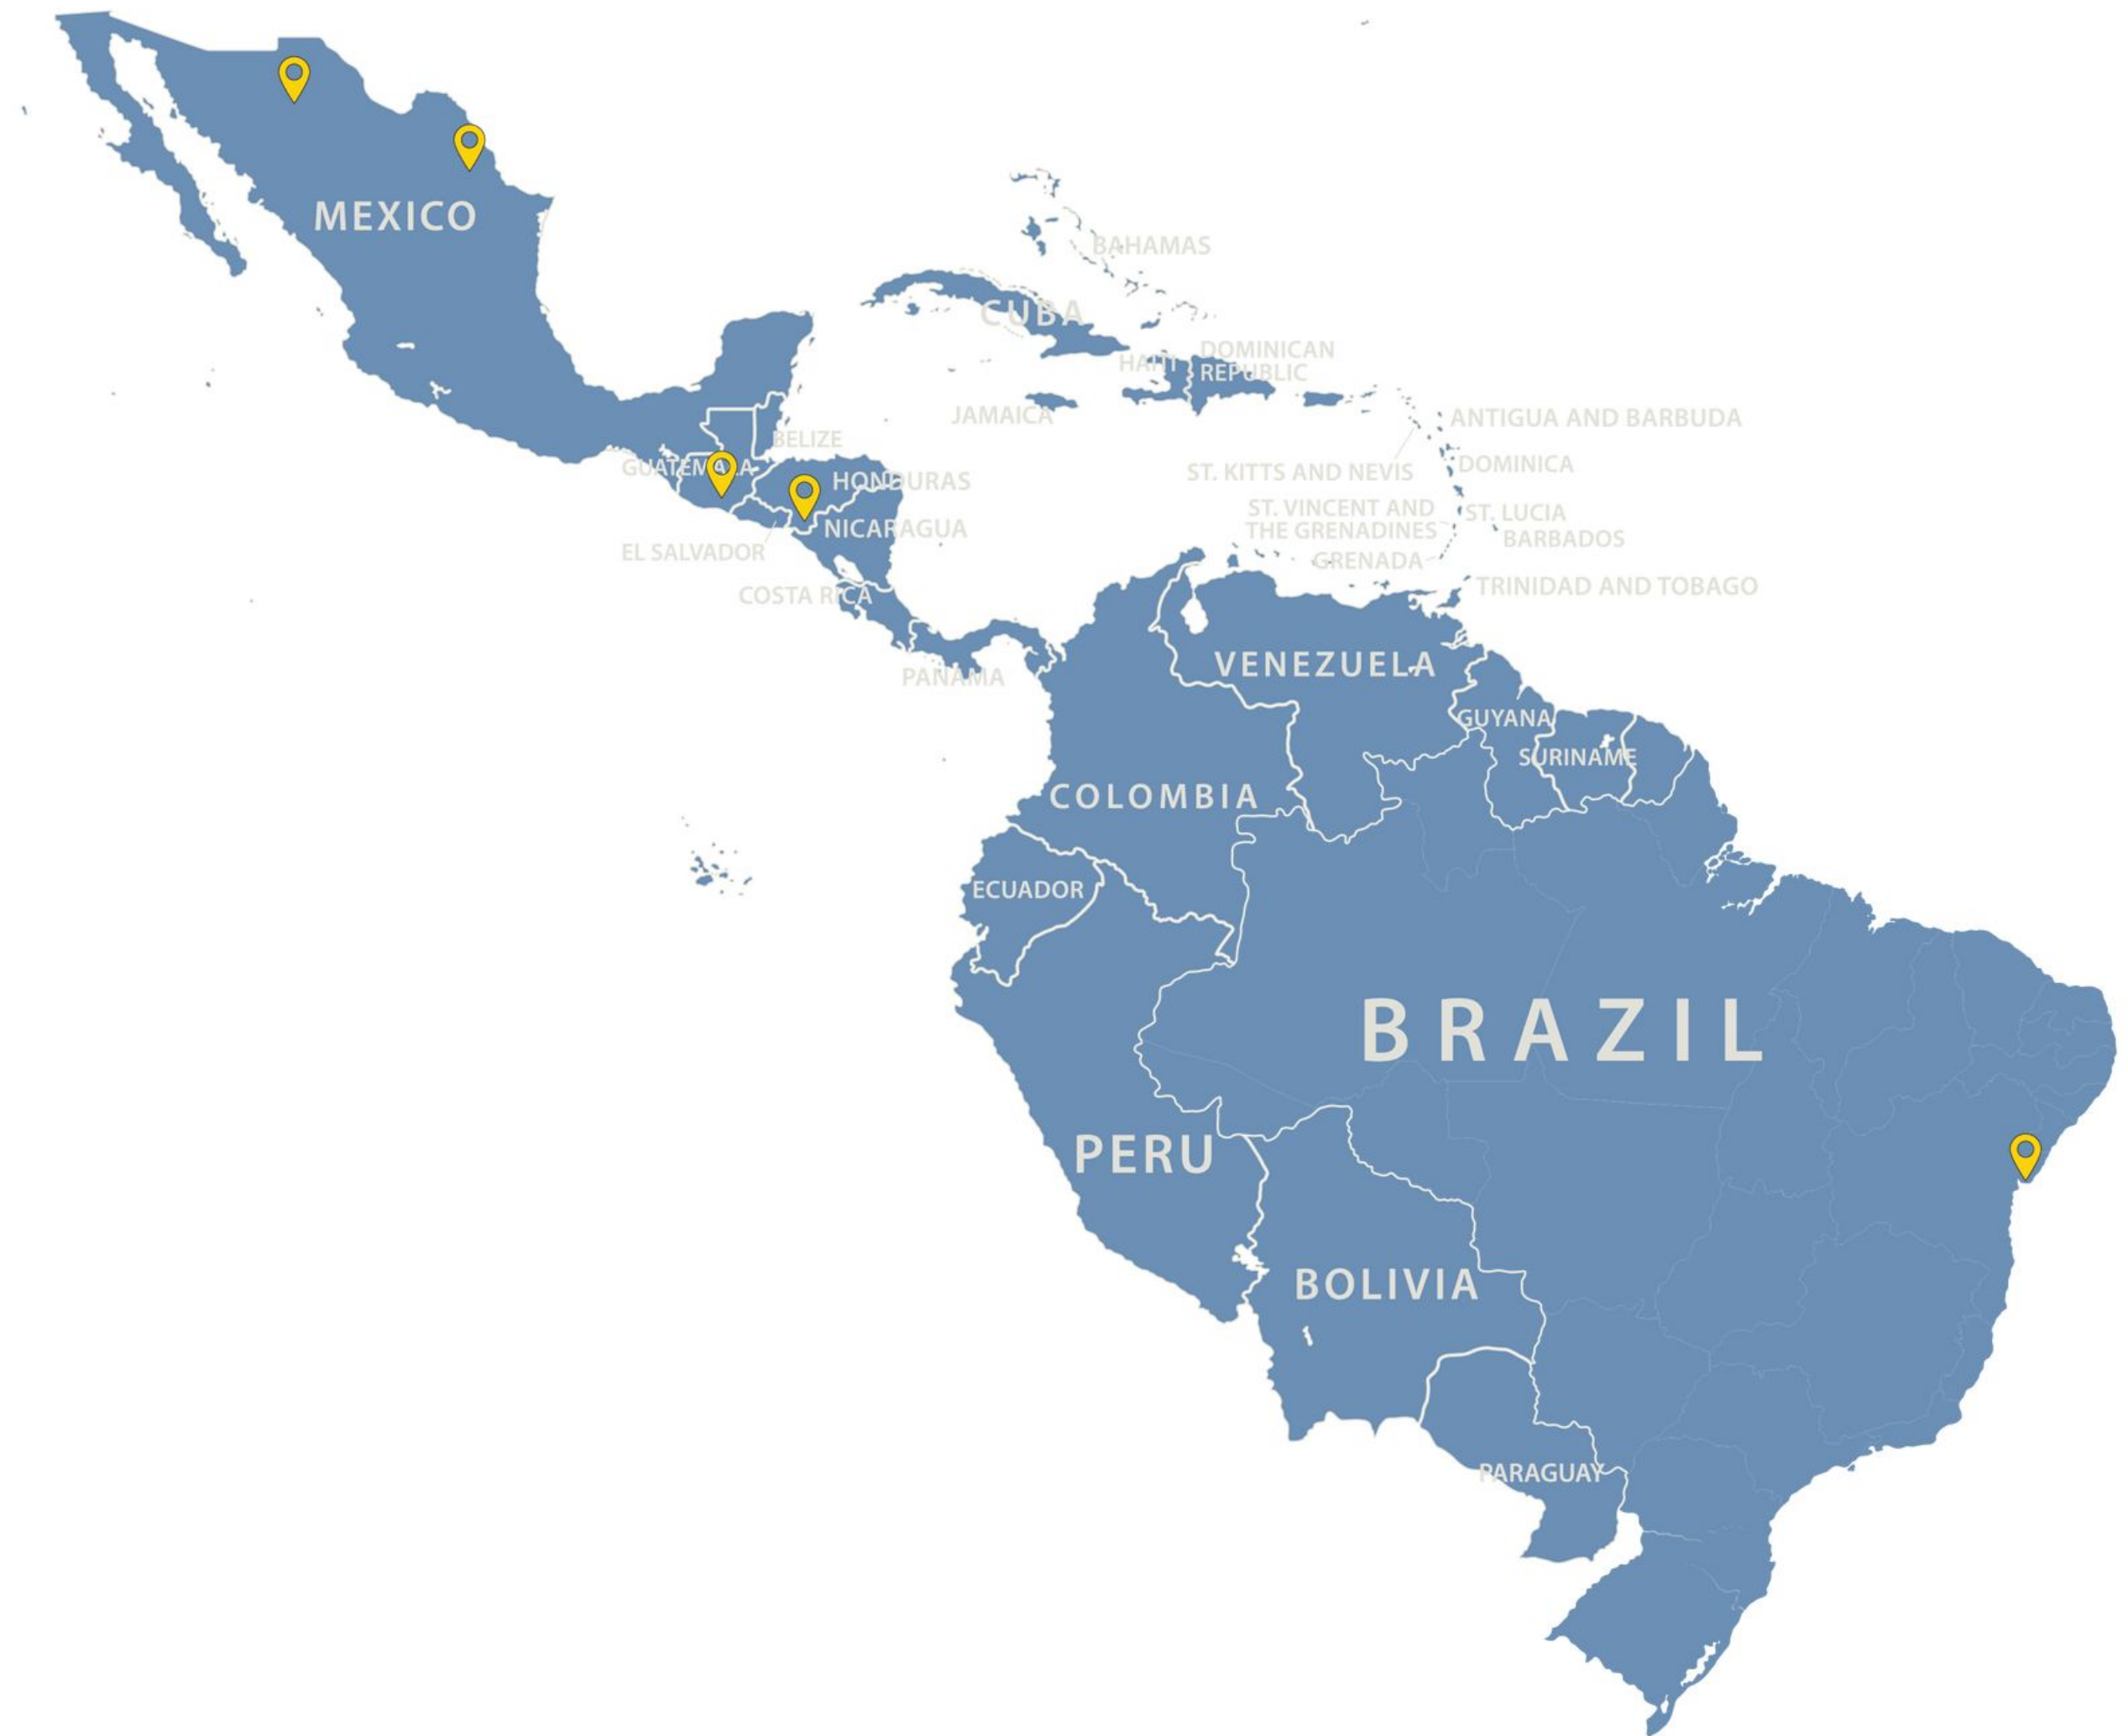 MEXICO
BAHAMAS
CUBA
HAITI
DOMINICAN
REPUBLIC
JAMAICA
ANTIGUA AND BARBUDA
BELIZE
GUATEMALA
HONDURAS
ST. KITTS AND NEVIS
DOMINICA
ST. VINCENT AND
THE GRENADINES
ST. LUCIA
NICARAGUA
BARBADOS
EL SALVADOR
GRENADA
COSTA RICA
TRINIDAD AND TOBAGO
PANAMA
VENEZUELA
GUYANA
SURINAME
COLOMBIA
ECUADOR
BRAZIL
PERU
BOLIVIA
PARAGUAY